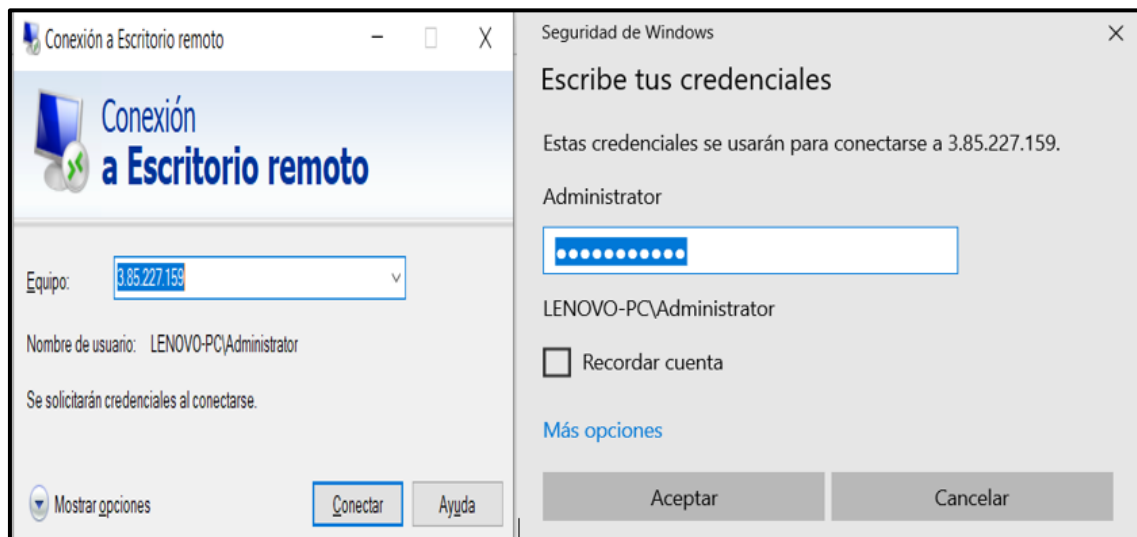 Conexión a Escritorio remoto
Conexión
a Escritorio remoto
Equipo: 3.85.227.159
Nombre de usuario: LENOVO-PC\Administrator
Se solicitarán credenciales al conectarse.
Mostrar opciones
Conectar
Ayuda
Seguridad de Windows
Escribe tus credenciales
Estas credenciales se usarán para conectarse a 3.85.227.159.
Administrator
●●●●●●●●●●●
LENOVO-PC\Administrator
Recordar cuenta
Más opciones
Aceptar
Cancelar